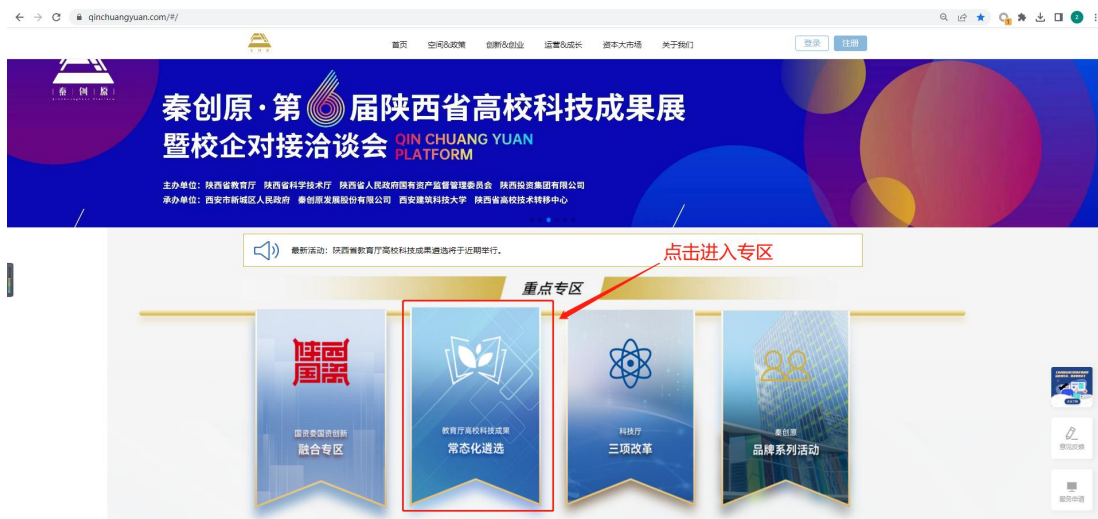 qinchuangyuan.com/#/
首页 空间&政策 创新&创业 运营&成长 资本大市场 关于我们 登录 注册
秦 创 原
秦创原·第6届陕西省高校科技成果展
暨校企对接洽谈会 QIN CHUANG YUAN
PLATFORM
主办单位：陕西省教育厅 陕西省科学技术厅 陕西省人民政府国有资产监督管理委员会 陕西投资集团有限公司
承办单位：西安市新城区人民政府 秦创原发展股份有限公司 西安建筑科技大学 陕西省高校技术转移中心
最新活动：陕西省教育厅高校科技成果遴选将于近期举行。
点击进入专区
重点专区
国资委国资创新
融合专区
教育厅高校科技成果
常态化遴选
科技厅
三项改革
秦创原
品牌系列活动
意见反馈
服务申请